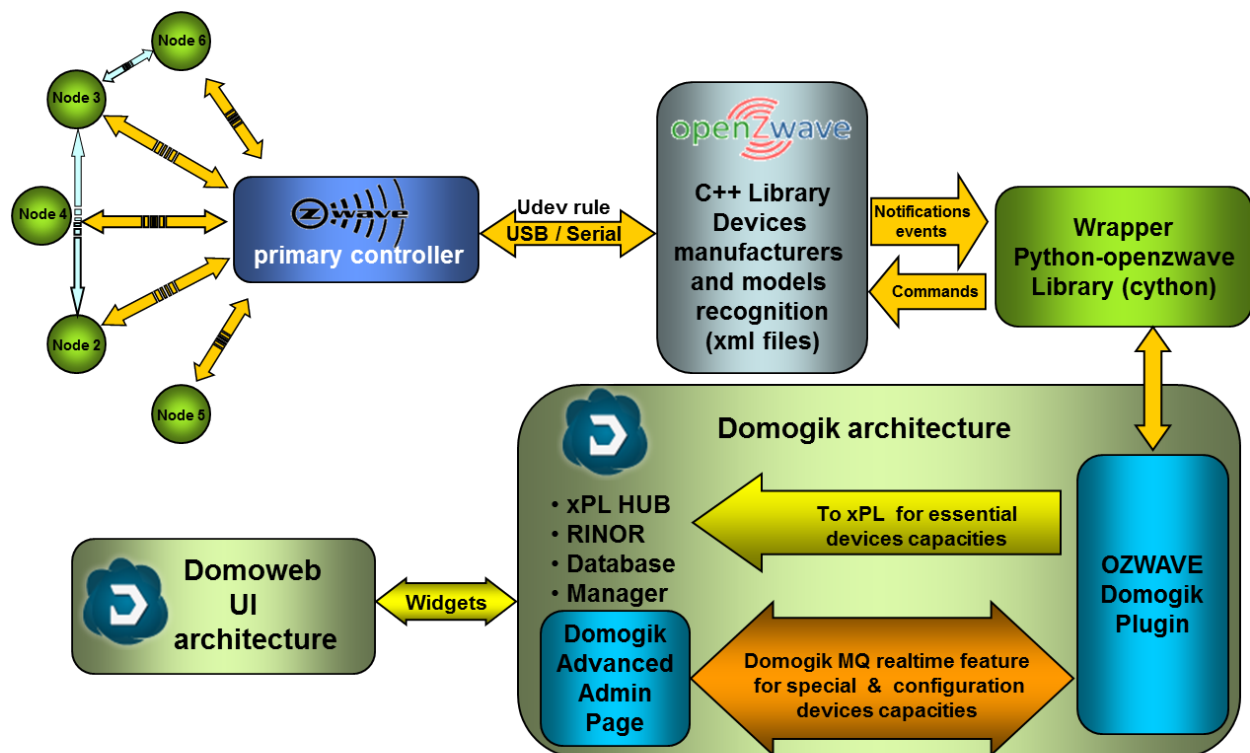 Node 6
Node 3
Node 4
Node 2
Node 5
z wave
primary controller
Udev rule
USB / Serial
openZwave
C++ Library
Devices
manufacturers
and models
recognition
(xml files)
Notifications
events
Commands
Wrapper
Python-openzwave
Library (cython)
Domogik architecture
• xPL HUB
• RINOR
• Database
• Manager
To xPL for essential
devices capacities
OZWAVE
Domogik
Plugin
Domoweb
UI
architecture
Widgets
Domogik
Advanced
Admin
Page
Domogik MQ realtime feature
for special & configuration
devices capacities